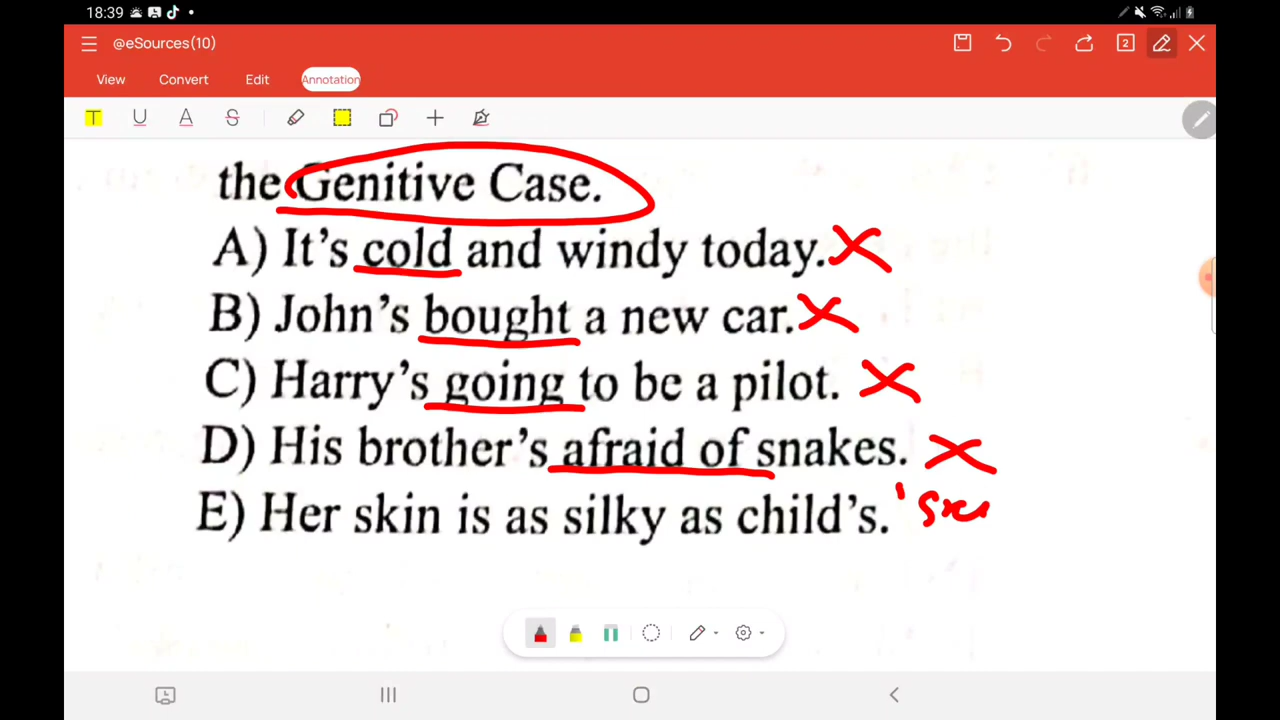 18:39
@eSources(10)
2
View Convert Edit Annotation
T U A S
the Genitive Case.
A) It's cold and windy today.
B) John's bought a new car.
C) Harry's going to be a pilot.
D) His brother's afraid of snakes.
E) Her skin is as silky as child's.